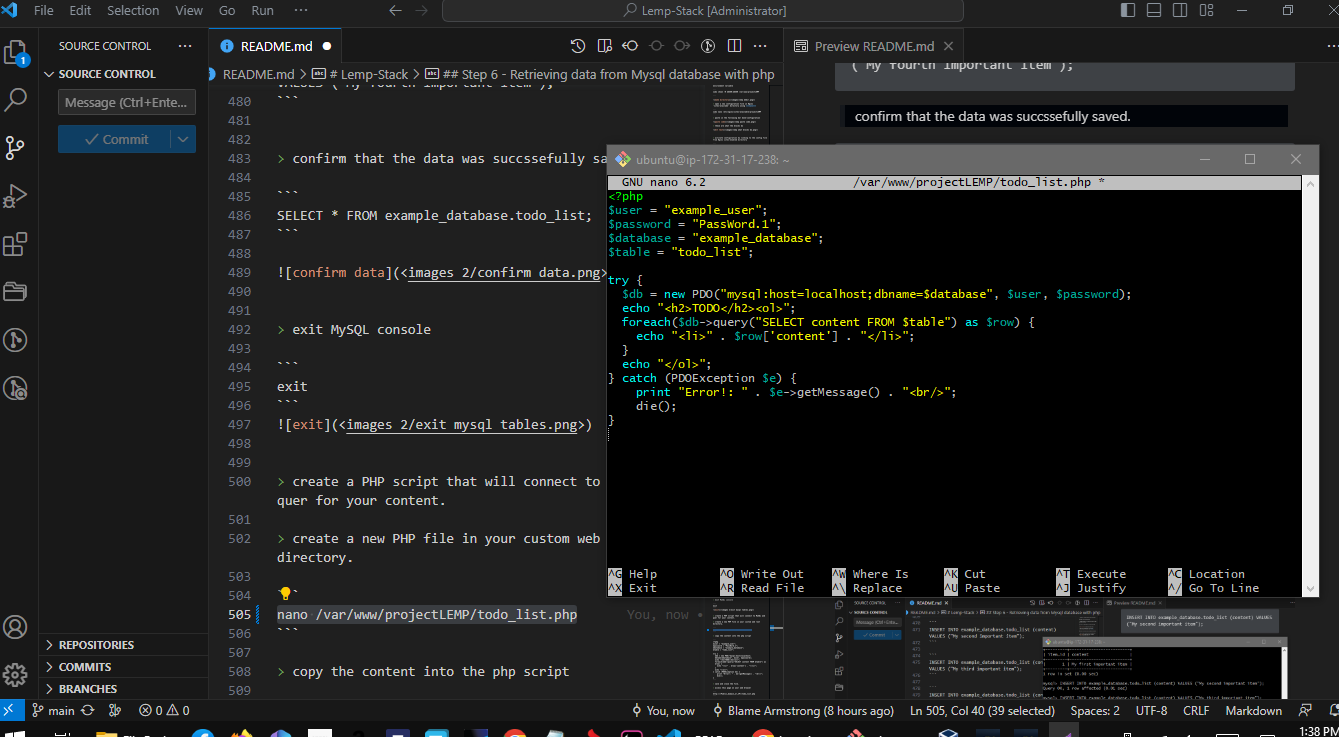 File Edit Selection View Go Run ··· Lemp-Stack [Administrator]
SOURCE CONTROL ···
SOURCE CONTROL
Message (Ctrl+Ente...
Commit
REPOSITORIES
COMMITS
BRANCHES
README.md
README.md > # Lemp-Stack > ## Step 6 - Retrieving data from Mysql database with php
480 ```
481
482
483 > confirm that the data was succssefully sa
484
485 ```
486 SELECT * FROM example_database.todo_list;
487 ```
488
489 ![confirm data](<images 2/confirm data.png>
490
491
492 > exit MySQL console
493
494 ```
495 exit
496 ```
497 ![exit](<images 2/exit mysql tables.png>)
498
499
500 > create a PHP script that will connect to
quer for your content.
501
502 > create a new PHP file in your custom web
directory.
503
504
505 nano /var/www/projectLEMP/todo_list.php You, now •
506 ```
507
508 > copy the content into the php script
509
Preview README.md
("My fourth important item");
confirm that the data was succssefully saved.
ubuntu@ip-172-31-17-238: ~
GNU nano 6.2 /var/www/projectLEMP/todo_list.php *
<?php
$user = "example_user";
$password = "PassWord.1";
$database = "example_database";
$table = "todo_list";
try {
$db = new PDO("mysql:host=localhost;dbname=$database", $user, $password);
echo "<h2>TODO</h2><ol>";
foreach($db->query("SELECT content FROM $table") as $row) {
echo "<li>" . $row['content'] . "</li>";
}
echo "</ol>";
} catch (PDOException $e) {
print "Error!: " . $e->getMessage() . "<br/>";
die();
}
^G Help ^O Write Out ^W Where Is ^K Cut ^T Execute ^C Location
^X Exit ^R Read File ^\ Replace ^U Paste ^J Justify ^/ Go To Line
main 0 0 You, now Blame Armstrong (8 hours ago) Ln 505, Col 40 (39 selected) Spaces: 2 UTF-8 CRLF Markdown
1:38 PM